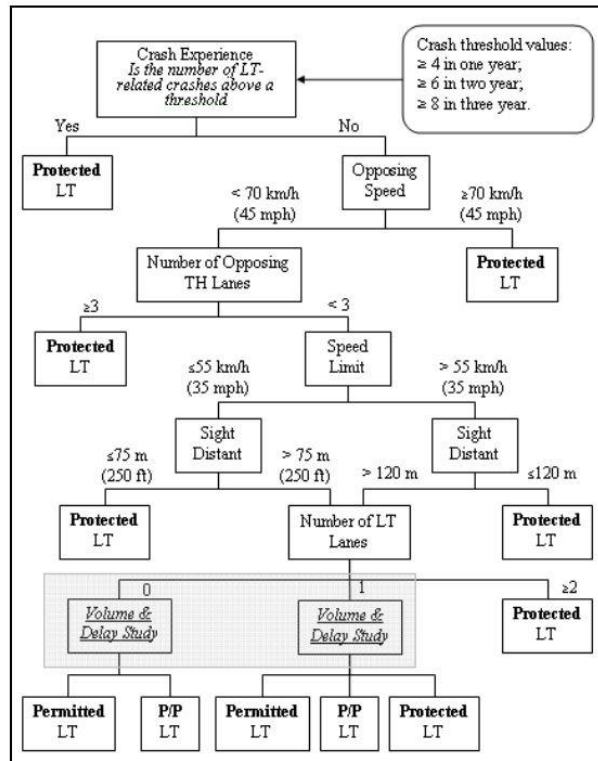 Crash Experience
Is the number of LT-
related crashes above a
threshold
Crash threshold values:
≥ 4 in one year;
≥ 6 in two year;
≥ 8 in three year.
Yes
No
Protected
LT
Opposing
Speed
< 70 km/h
(45 mph)
≥70 km/h
(45 mph)
Number of Opposing
TH Lanes
Protected
LT
≥3
< 3
Protected
LT
Speed
Limit
≤55 km/h
(35 mph)
> 55 km/h
(35 mph)
Sight
Distant
Sight
Distant
≤75 m
(250 ft)
> 75 m
(250 ft)
> 120 m
≤120 m
Protected
LT
Number of LT
Lanes
Protected
LT
0
1
≥2
Volume &
Delay Study
Volume &
Delay Study
Protected
LT
Permitted
LT
P/P
LT
Permitted
LT
P/P
LT
Protected
LT